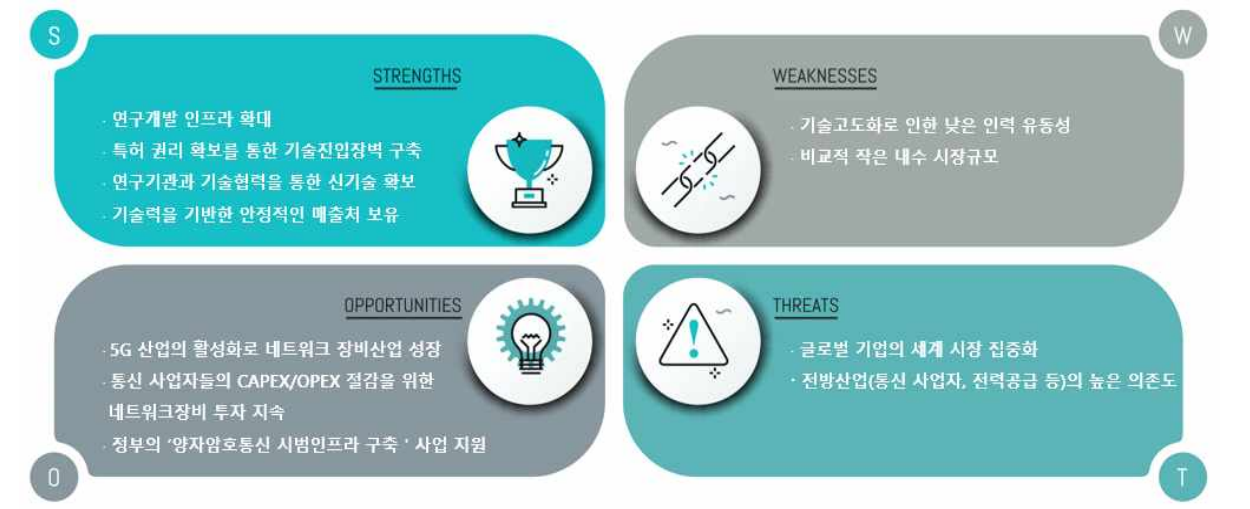 S
STRENGTHS
· 연구개발 인프라 확대
· 특허 권리 확보를 통한 기술진입장벽 구축
· 연구기관과 기술협력을 통한 신기술 확보
· 기술력을 기반한 안정적인 매출처 보유
W
WEAKNESSES
· 기술고도화로 인한 낮은 인력 유동성
· 비교적 작은 내수 시장규모
OPPORTUNITIES
· 5G 산업의 활성화로 네트워크 장비산업 성장
· 통신 사업자들의 CAPEX/OPEX 절감을 위한
네트워크장비 투자 지속
· 정부의 ‘양자암호통신 시범인프라 구축 ’ 사업 지원
O
THREATS
· 글로벌 기업의 세계 시장 집중화
· 전방산업(통신 사업자, 전력공급 등)의 높은 의존도
T